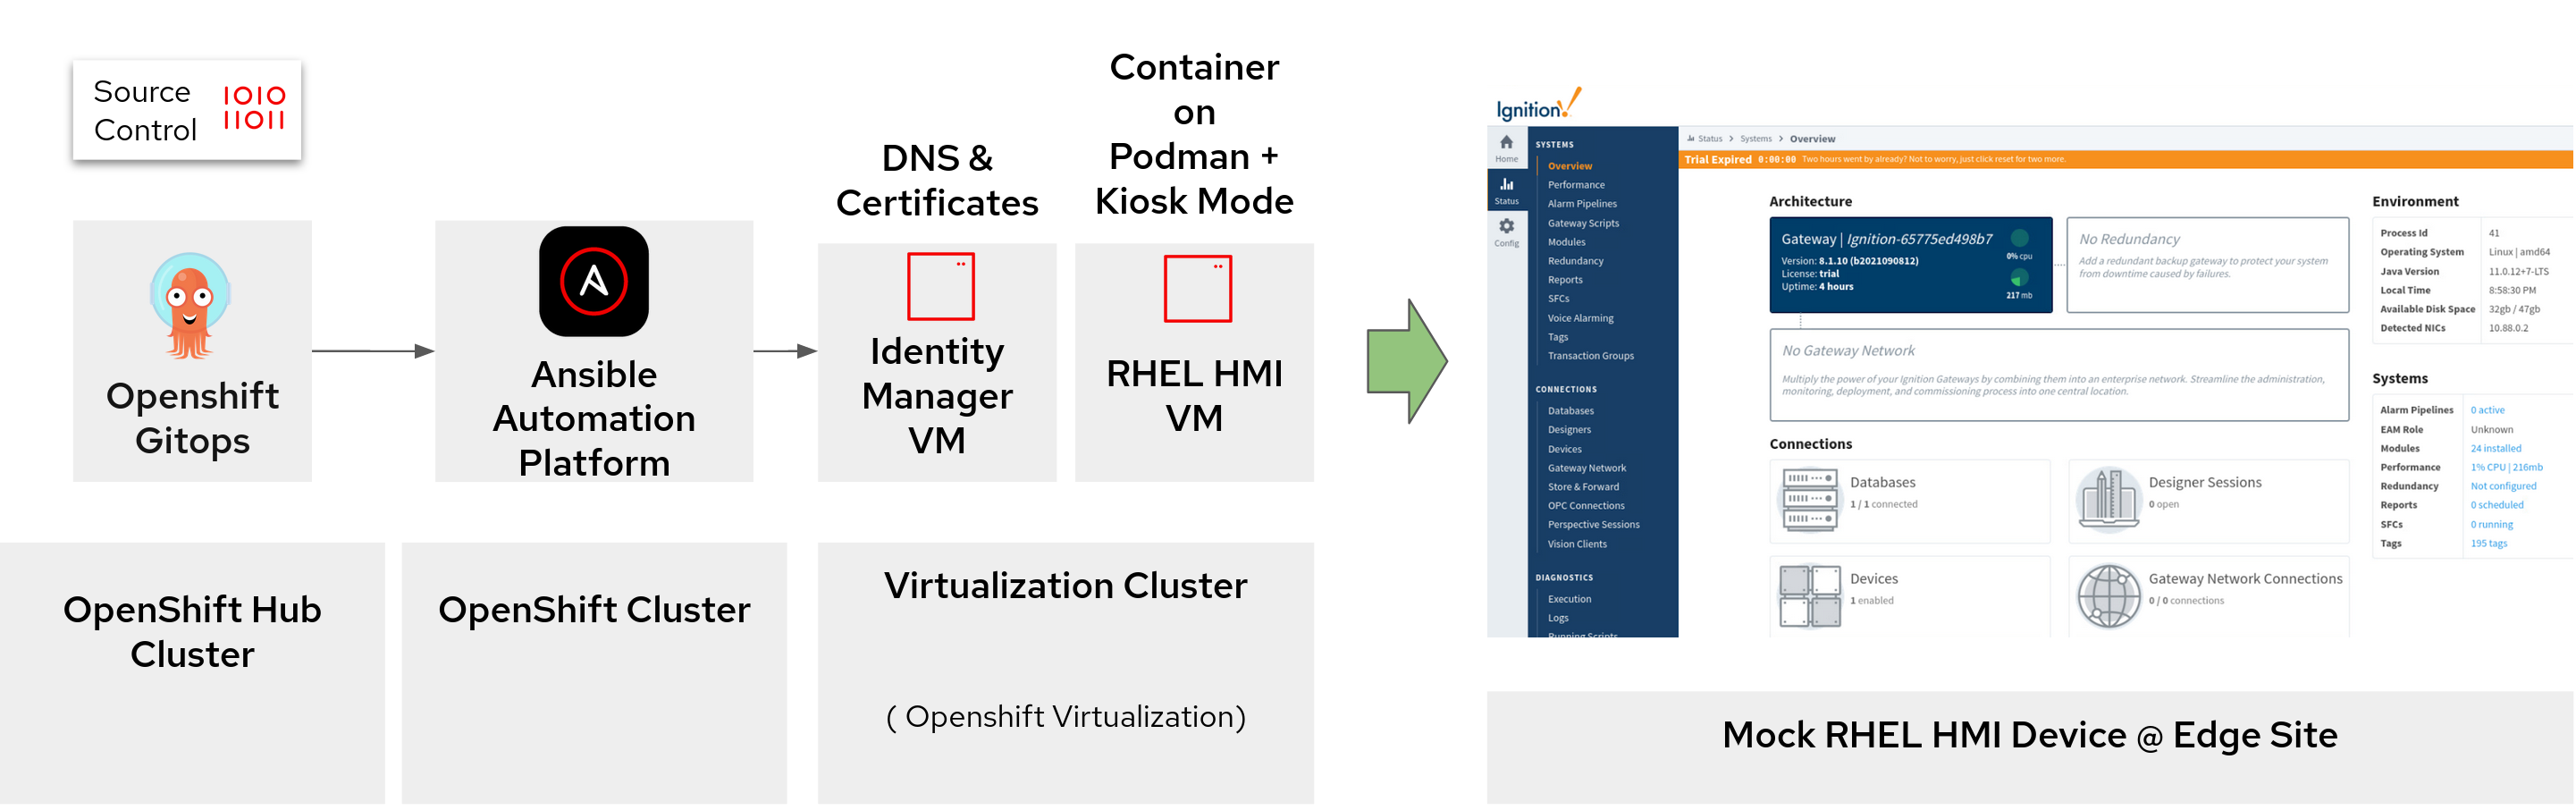 Source
Control
1010
11011
Openshift
Gitops
Ansible
Automation
Platform
DNS &
Certificates
Identity
Manager
VM
Container
on
Podman +
Kiosk Mode
RHEL HMI
VM
OpenShift Hub
Cluster
OpenShift Cluster
Virtualization Cluster
( Openshift Virtualization)
Ignition!
Home
Status
Config
SYSTEMS
Overview
Performance
Alarm Pipelines
Gateway Scripts
Modules
Redundancy
Reports
SFCs
Voice Alarming
Tags
Transaction Groups
CONNECTIONS
Databases
Designers
Devices
Gateway Network
Store & Forward
OPC Connections
Perspective Sessions
Vision Clients
DIAGNOSTICS
Execution
Logs
Running Scripts
Status > Systems > Overview
Trial Expired 0:00:00 Two hours went by already? Not to worry, just click reset for two more.
Architecture
Gateway | Ignition-65775ed498b7
Version: 8.1.10 (b2021090812)
License: trial
Uptime: 4 hours
0% cpu
217 mb
No Redundancy
Add a redundant backup gateway to protect your system
from downtime caused by failures.
No Gateway Network
Multiply the power of your Ignition Gateways by combining them into an enterprise network. Streamline the administration,
monitoring, deployment, and commissioning process into one central location.
Connections
Databases
1 / 1 connected
Designer Sessions
0 open
Devices
1 enabled
Gateway Network Connections
0 / 0 connections
Environment
Process Id 41
Operating System Linux | amd64
Java Version 11.0.12+7-LTS
Local Time 8:58:30 PM
Available Disk Space 32gb / 47gb
Detected NICs 10.88.0.2
Systems
Alarm Pipelines 0 active
EAM Role Unknown
Modules 24 installed
Performance 1% CPU | 216mb
Redundancy Not configured
Reports 0 scheduled
SFCs 0 running
Tags 195 tags
Mock RHEL HMI Device @ Edge Site